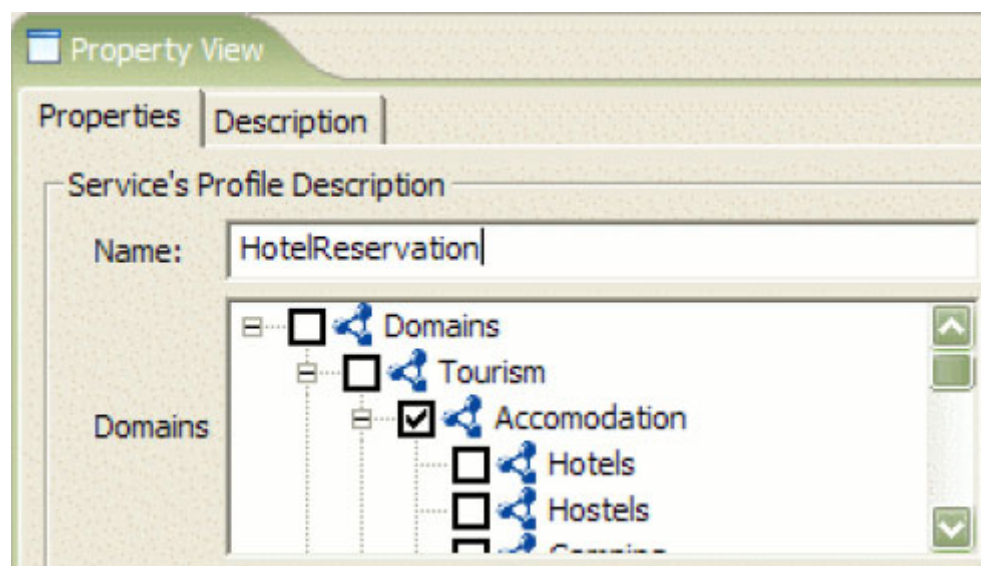 Property View
Properties Description
Service's Profile Description
Name: HotelReservation
Domains
Tourism
Domains
Accomodation
Hotels
Hostels